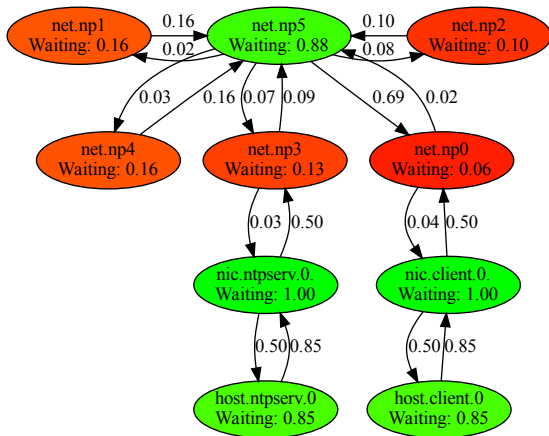 net.np1
Waiting: 0.16
0.16
0.02
net.np5
Waiting: 0.88
0.10
0.08
net.np2
Waiting: 0.10
0.03
0.16
0.07
0.09
0.69
0.02
net.np4
Waiting: 0.16
net.np3
Waiting: 0.13
net.np0
Waiting: 0.06
0.03
0.50
0.04
0.50
nic.ntpserv.0.
Waiting: 1.00
nic.client.0.
Waiting: 1.00
0.50
0.85
0.50
0.85
host.ntpserv.0
Waiting: 0.85
host.client.0
Waiting: 0.85